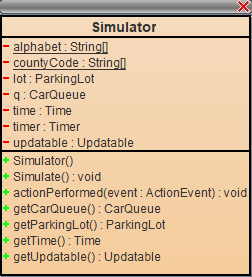 Simulator
- alphabet : String[]
- countyCode : String[]
- lot : ParkingLot
- q : CarQueue
- time : Time
- timer : Timer
- updatable : Updatable
+ Simulator()
+ Simulate() : void
+ actionPerformed(event : ActionEvent) : void
+ getCarQueue() : CarQueue
+ getParkingLot() : ParkingLot
+ getTime() : Time
+ getUpdatable() : Updatable